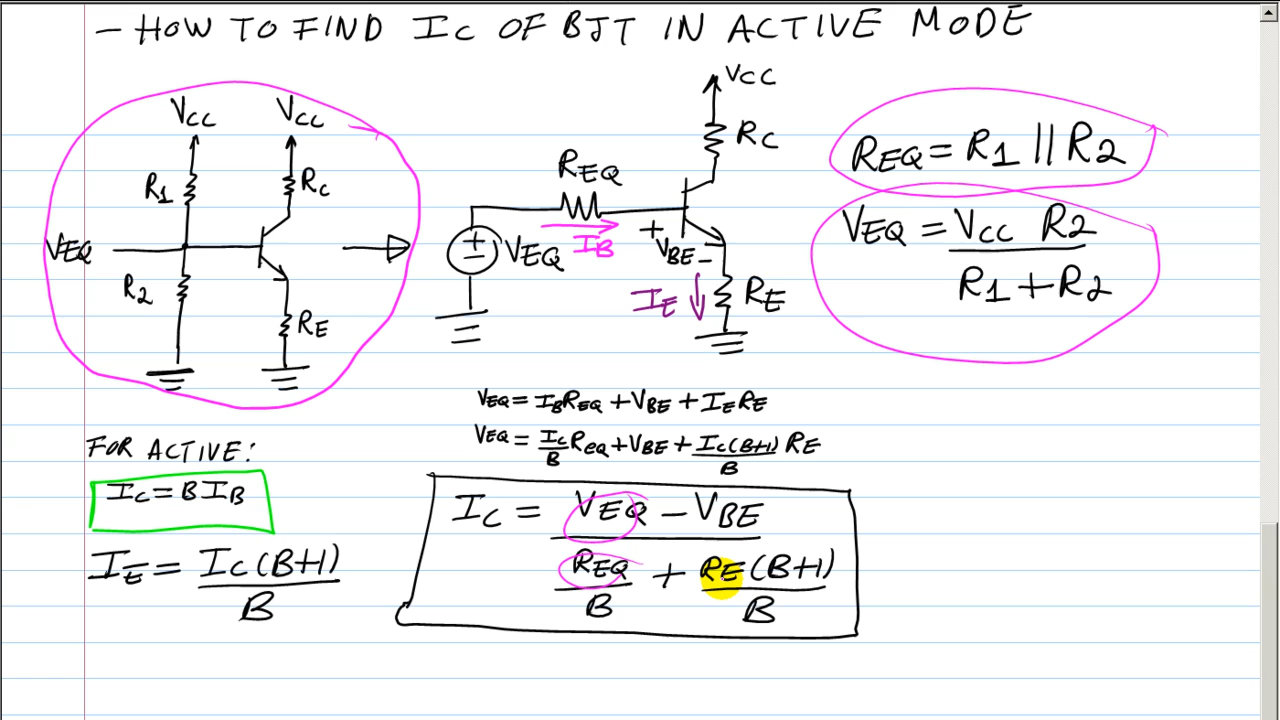 - HOW TO FIND IC OF BJT IN ACTIVE MODE
VCC VCC
R1 RC
VEQ
R2
RE
VCC
RC
REQ
IB
+ VBE -
+
-
VEQ
IE
RE
REQ = R1 || R2
VEQ = VCC R2
R1 + R2
VEQ = IBREQ + VBE + IERE
VEQ = IC REQ + VBE + IC(B+1) RE
B B
FOR ACTIVE:
IC = B IB
IE = IC(B+1)
B
IC = VEQ - VBE
REQ + RE(B+1)
B B